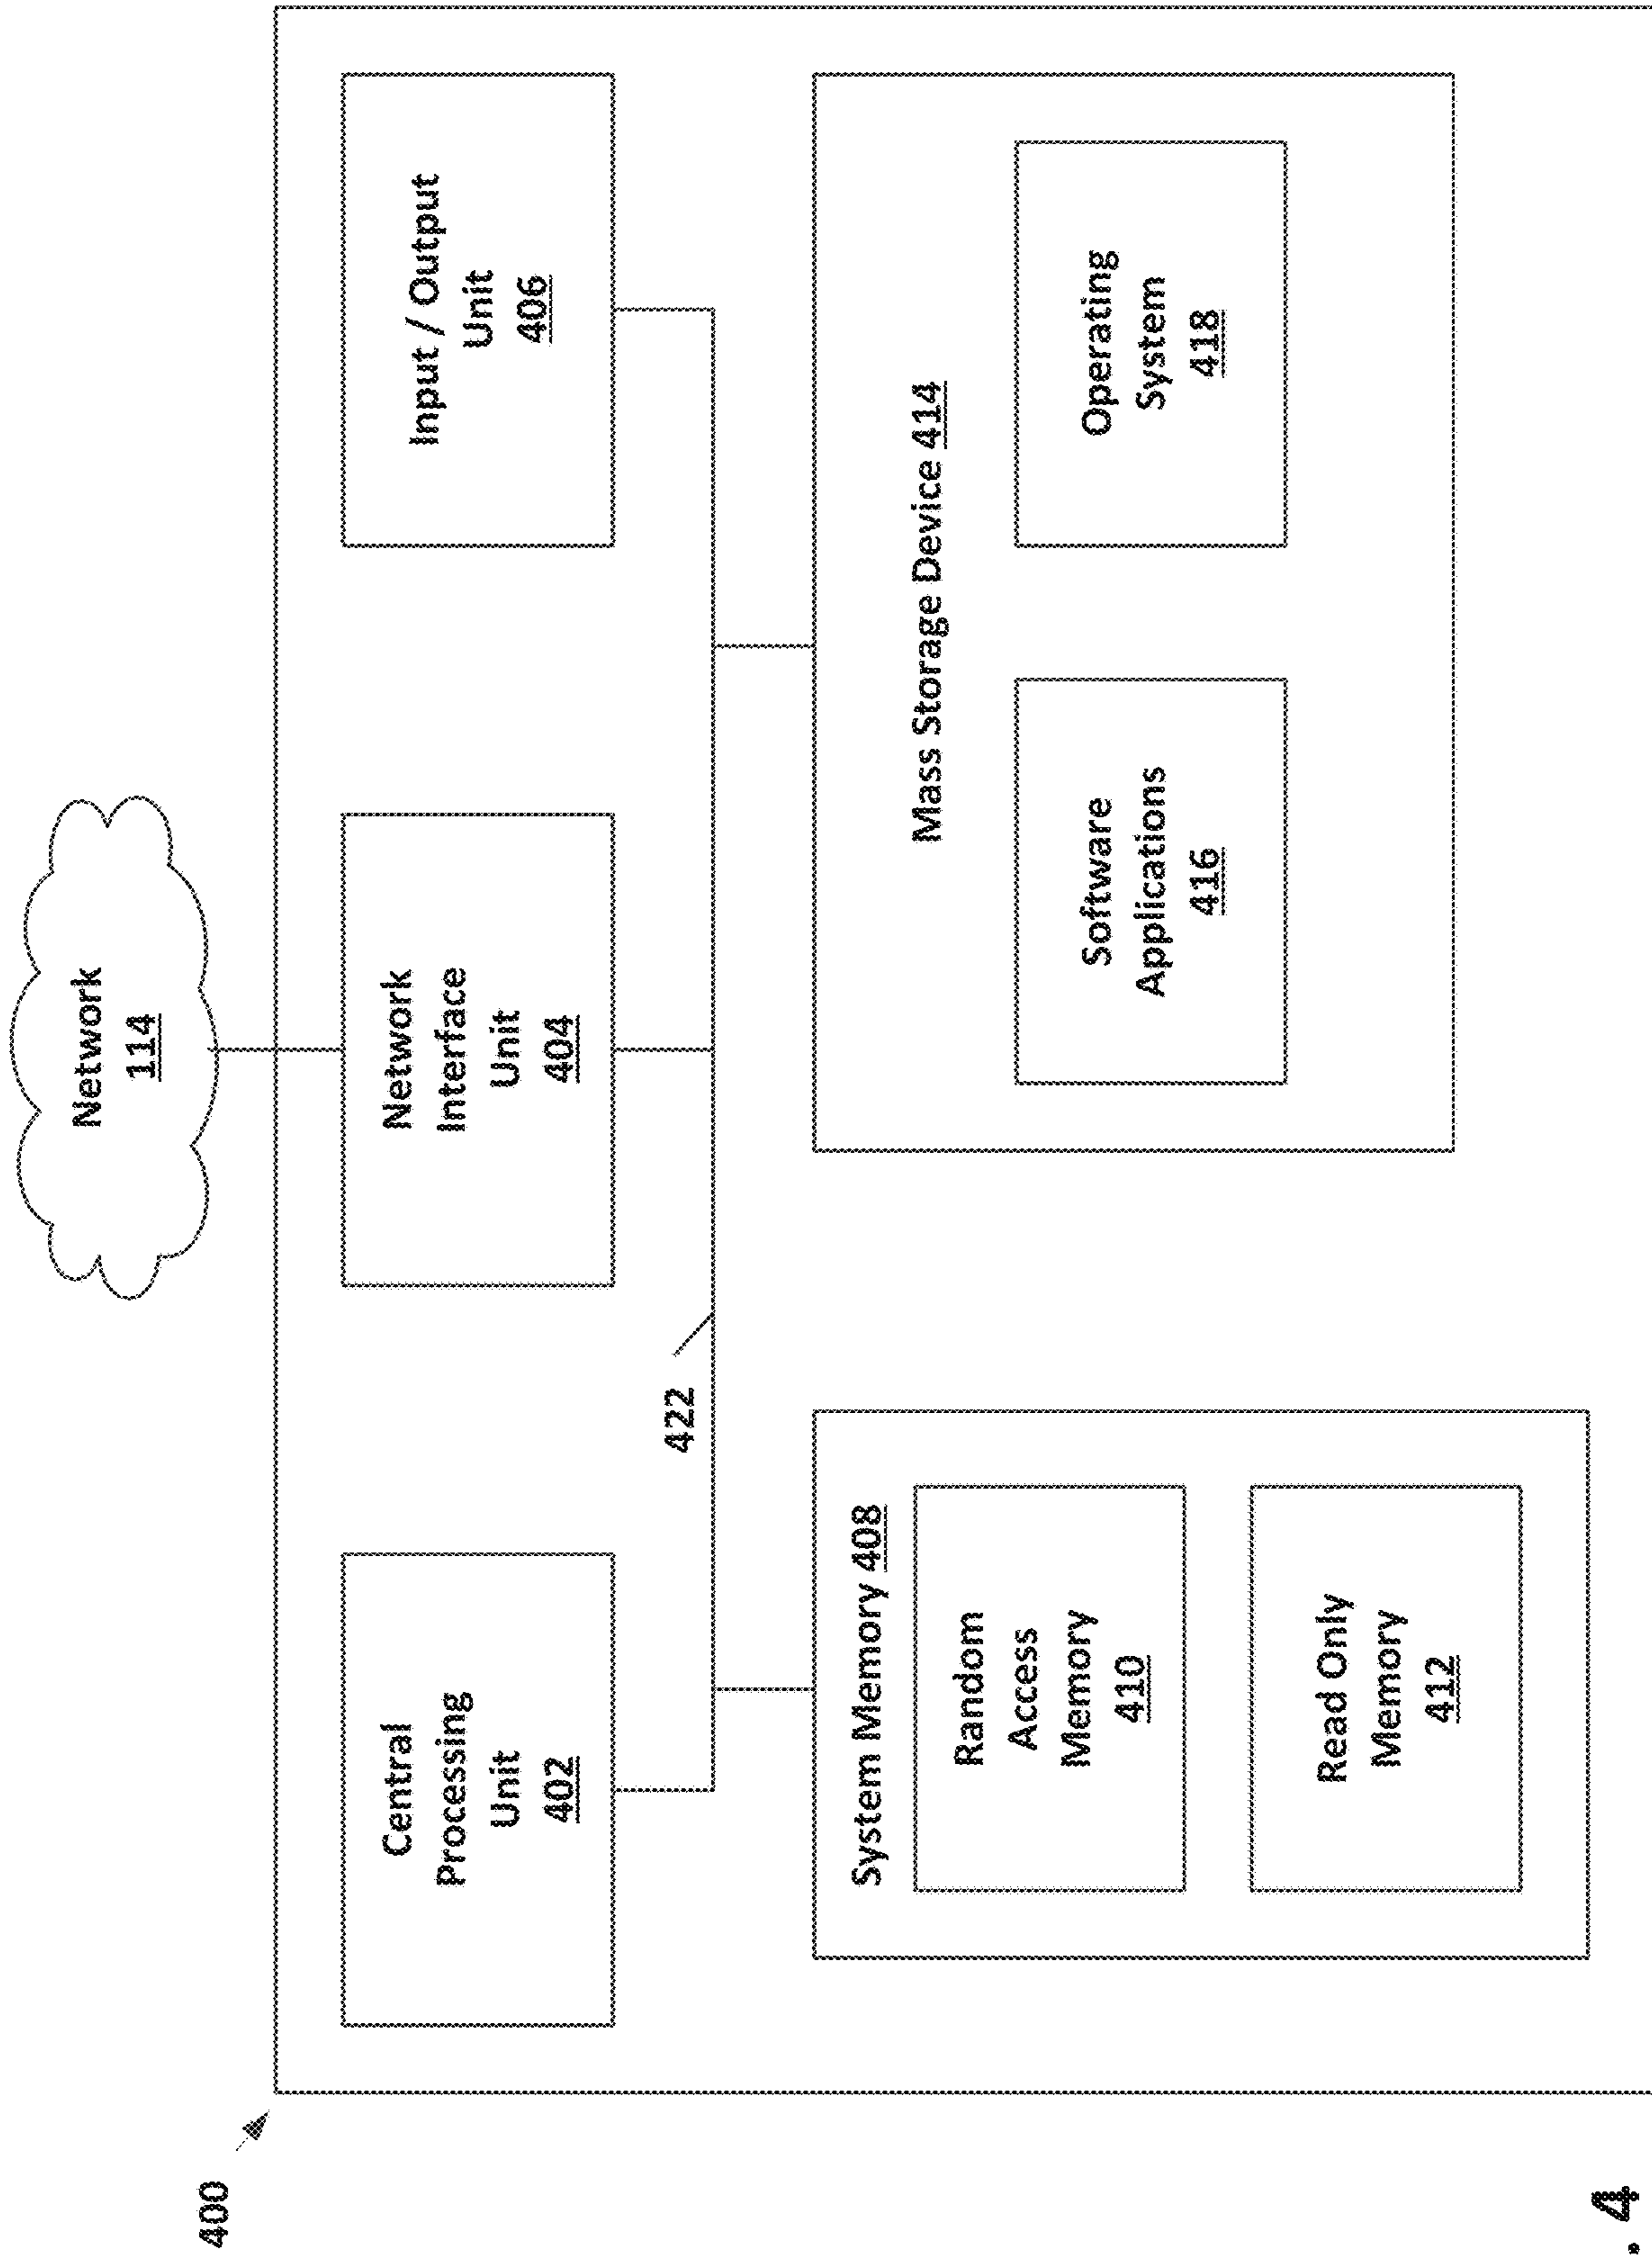 400
Network
114
Central
Processing
Unit
402
Network
Interface
Unit
404
Input / Output
Unit
406
422
System Memory 408
Random
Access
Memory
410
Read Only
Memory
412
Mass Storage Device 414
Software
Applications
416
Operating
System
418
. 4